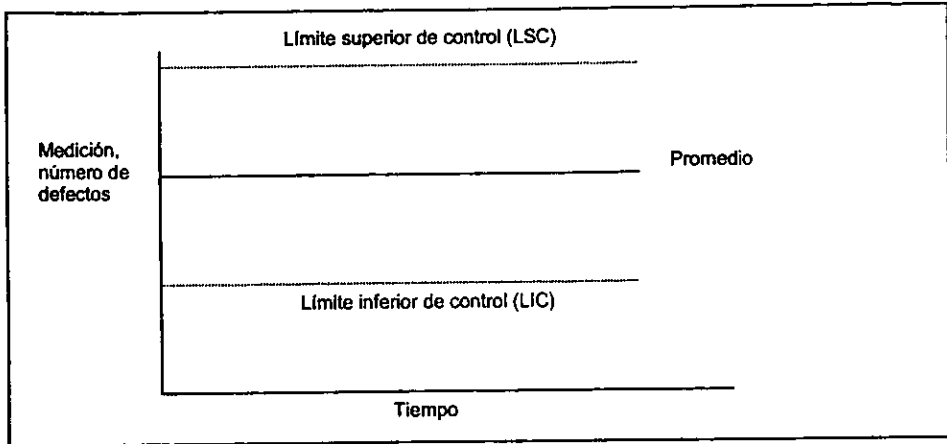 Límite superior de control (LSC)
Medición,
número de
defectos
Promedio
Límite inferior de control (LIC)
Tiempo